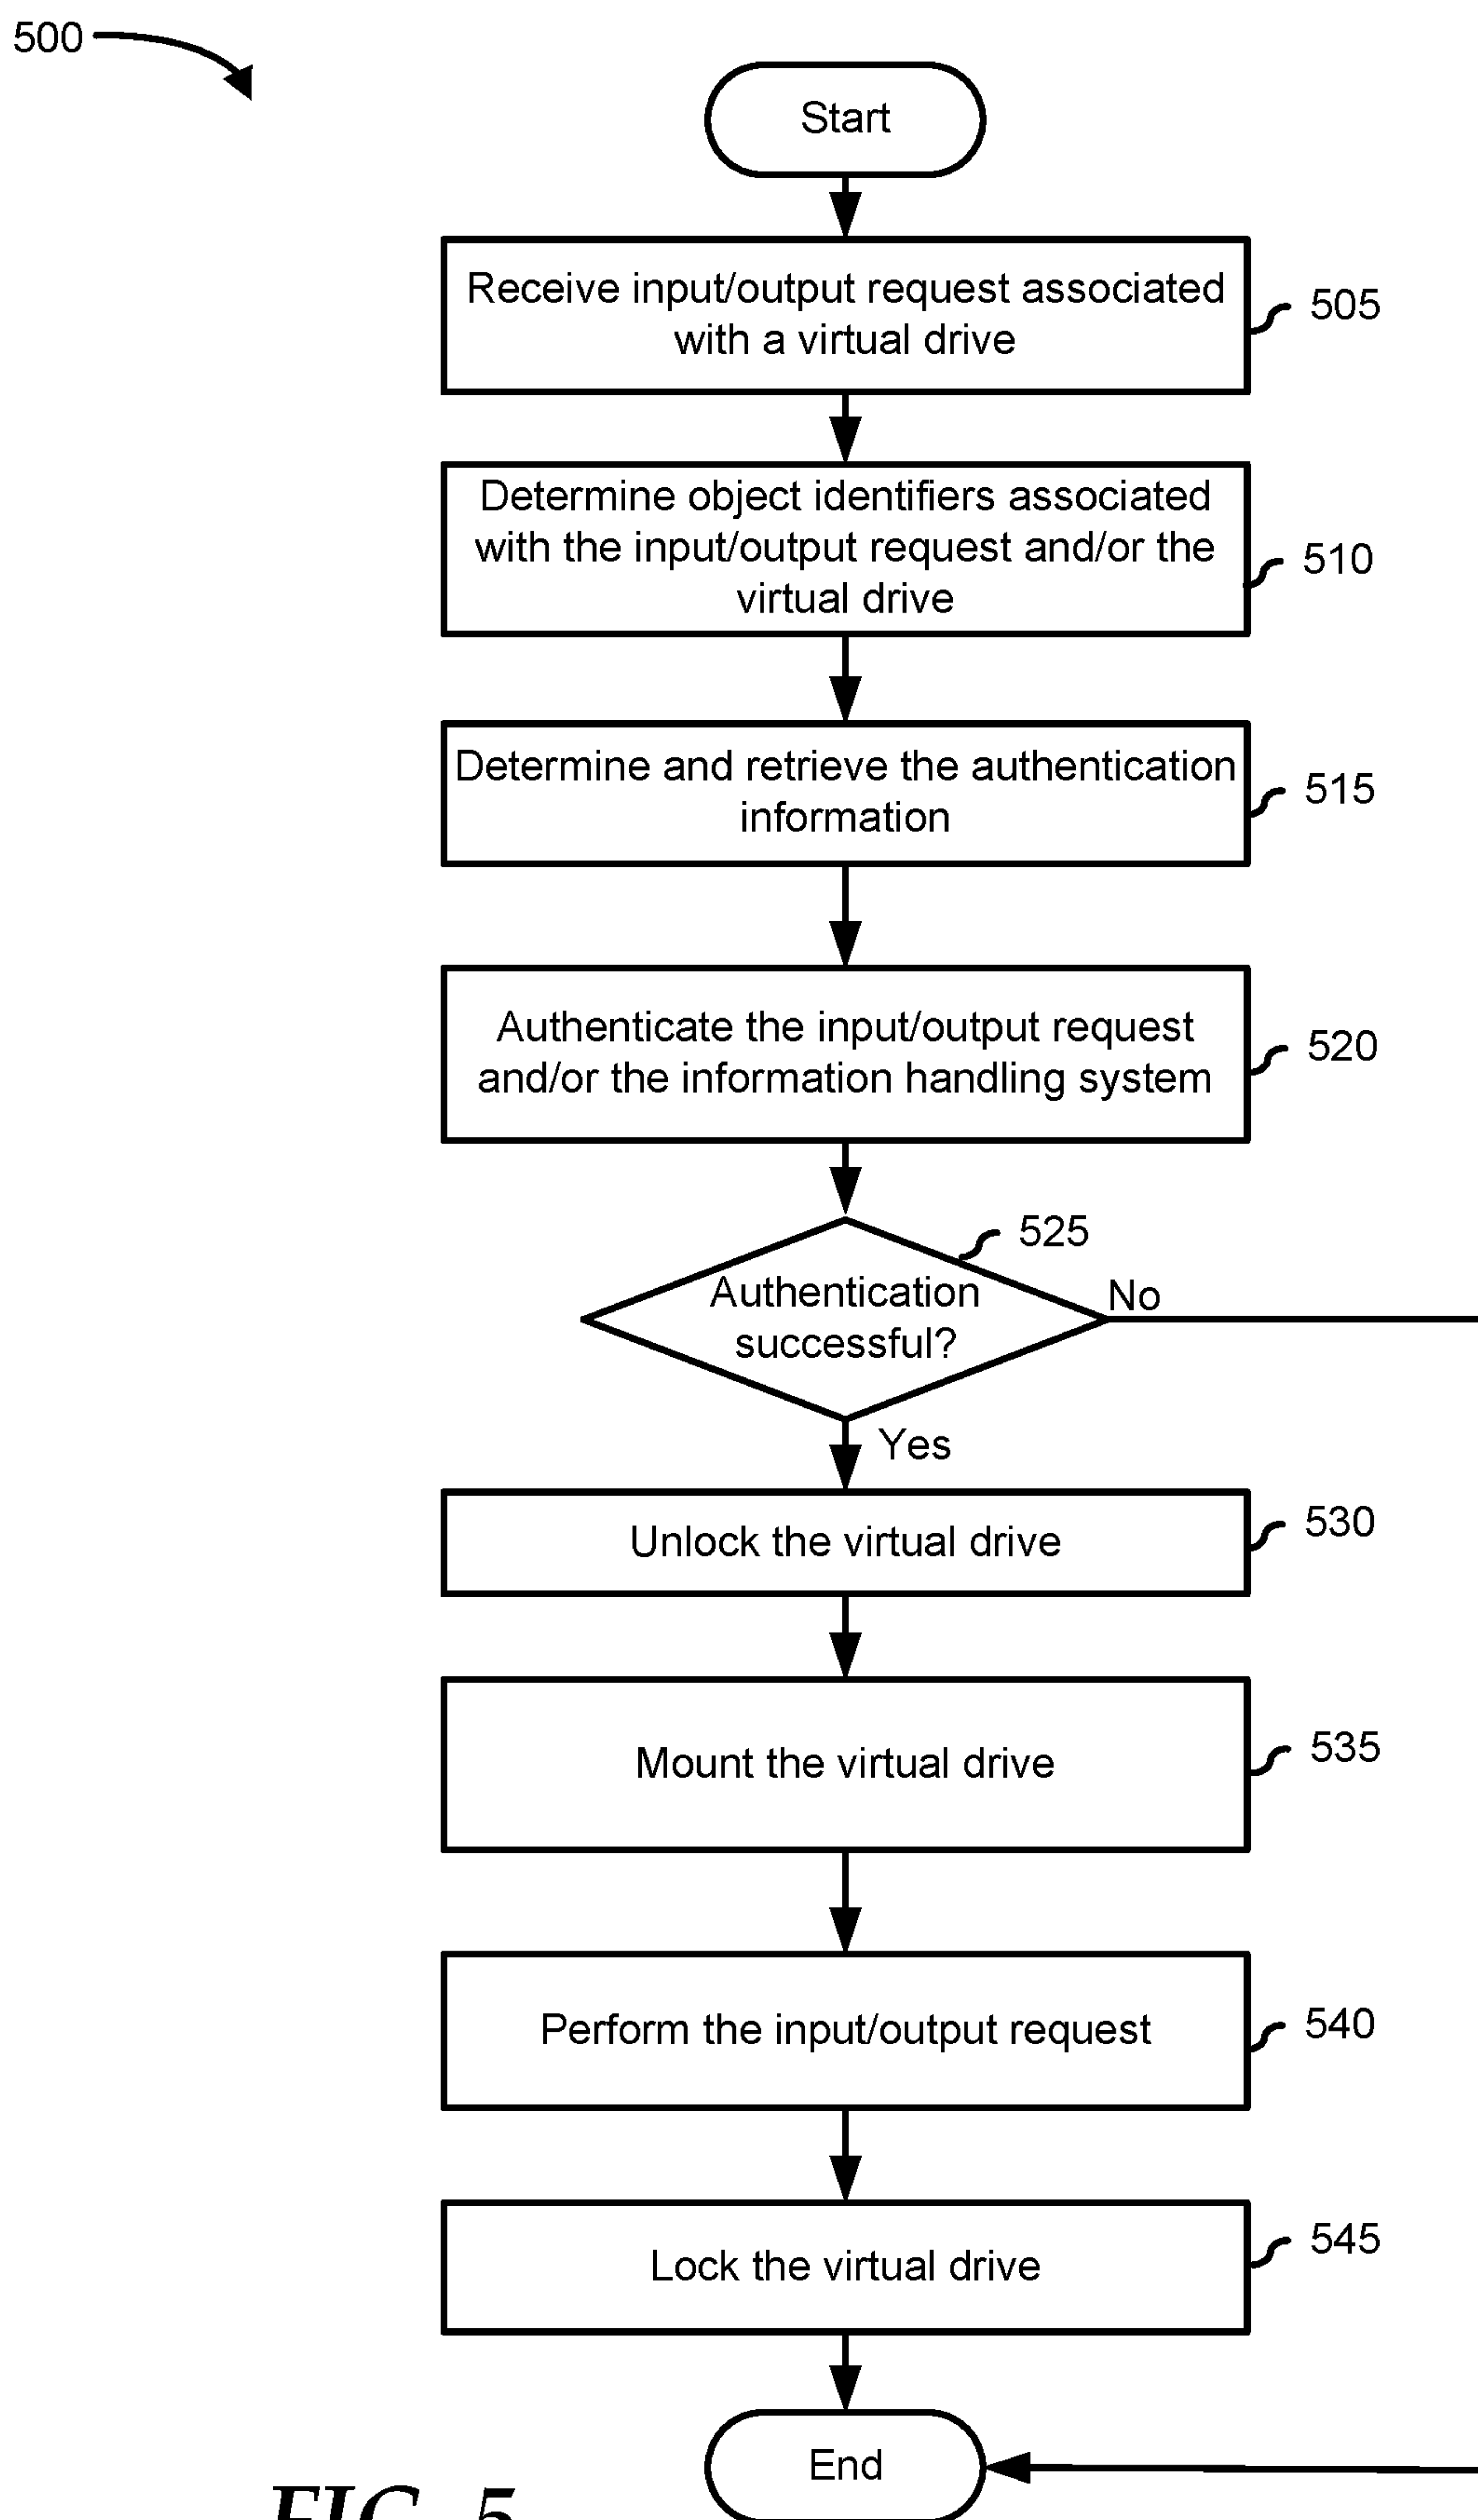 500
Start
Receive input/output request associated
with a virtual drive
505
Determine object identifiers associated
with the input/output request and/or the
virtual drive
510
Determine and retrieve the authentication
information
515
Authenticate the input/output request
and/or the information handling system
520
525
Authentication
successful?
No
Yes
Unlock the virtual drive
530
Mount the virtual drive
535
Perform the input/output request
540
Lock the virtual drive
545
End
FIG. 5